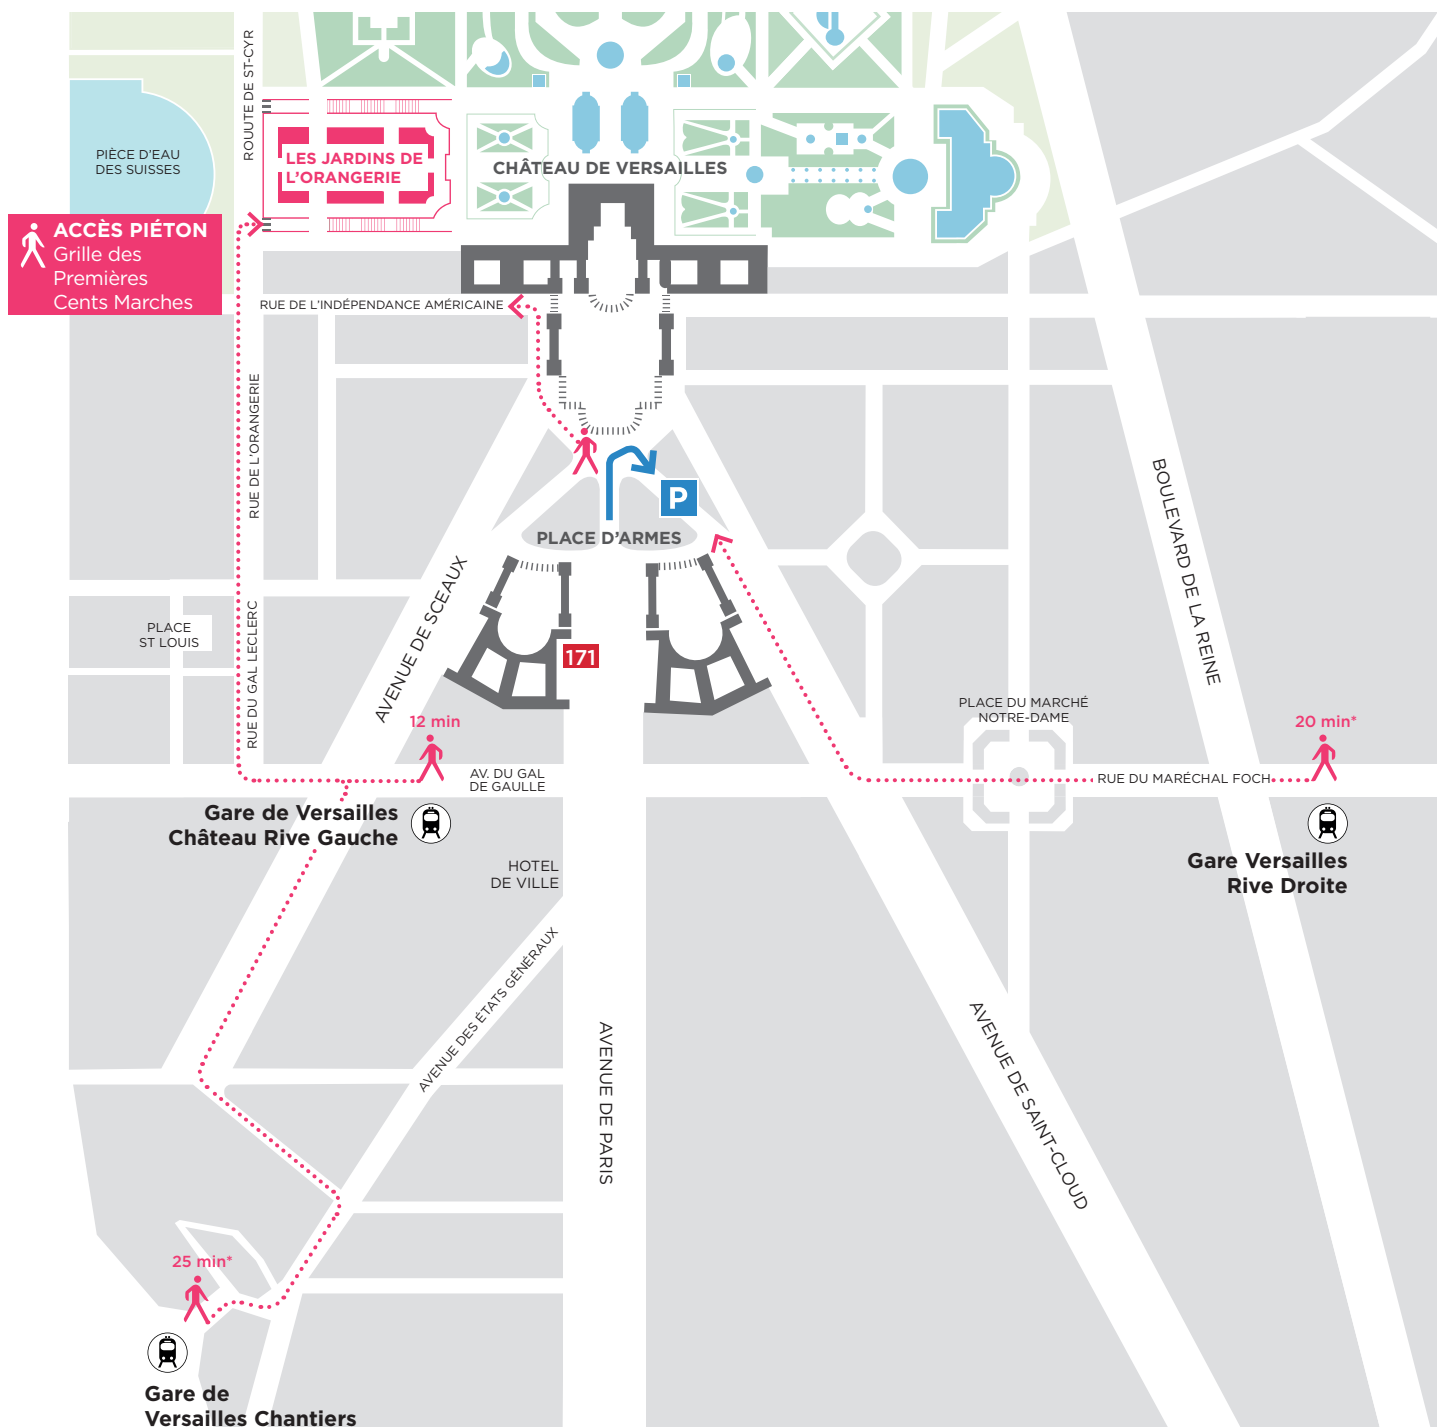 ROUUTE DE ST-CYR
PIÈCE D'EAU
DES SUISSES
LES JARDINS DE
L'ORANGERIE
CHÂTEAU DE VERSAILLES
ACCÈS PIÉTON
Grille des
Premières
Cents Marches
RUE DE L'INDÉPENDANCE AMÉRICAINE
RUE DE L'ORANGERIE
P
PLACE D'ARMES
BOULEVARD DE LA REINE
AVENUE DE SCEAUX
PLACE
ST LOUIS
RUE DU GAL LECLERC
171
12 min
PLACE DU MARCHÉ
NOTRE-DAME
20 min*
AV. DU GAL
DE GAULLE
RUE DU MARÉCHAL FOCH
Gare de Versailles
Château Rive Gauche
Gare Versailles
Rive Droite
HOTEL
DE VILLE
AVENUE DES ÉTATS GÉNÉRAUX
AVENUE DE PARIS
AVENUE DE SAINT-CLOUD
25 min*
Gare de
Versailles Chantiers